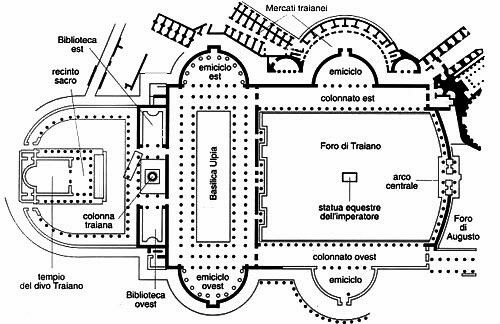 Mercati traianei
Biblioteca
est
recinto
sacro
emiciclo
est
emiciclo
colonnato est
Basilica Ulpia
Foro di Traiano
arco
centrale
statua equestre
dell'imperatore
colonna
traiana
Foro
di
Augusto
colonnato ovest
tempio
del divo Traiano
Biblioteca
ovest
emiciclo
ovest
emiciclo